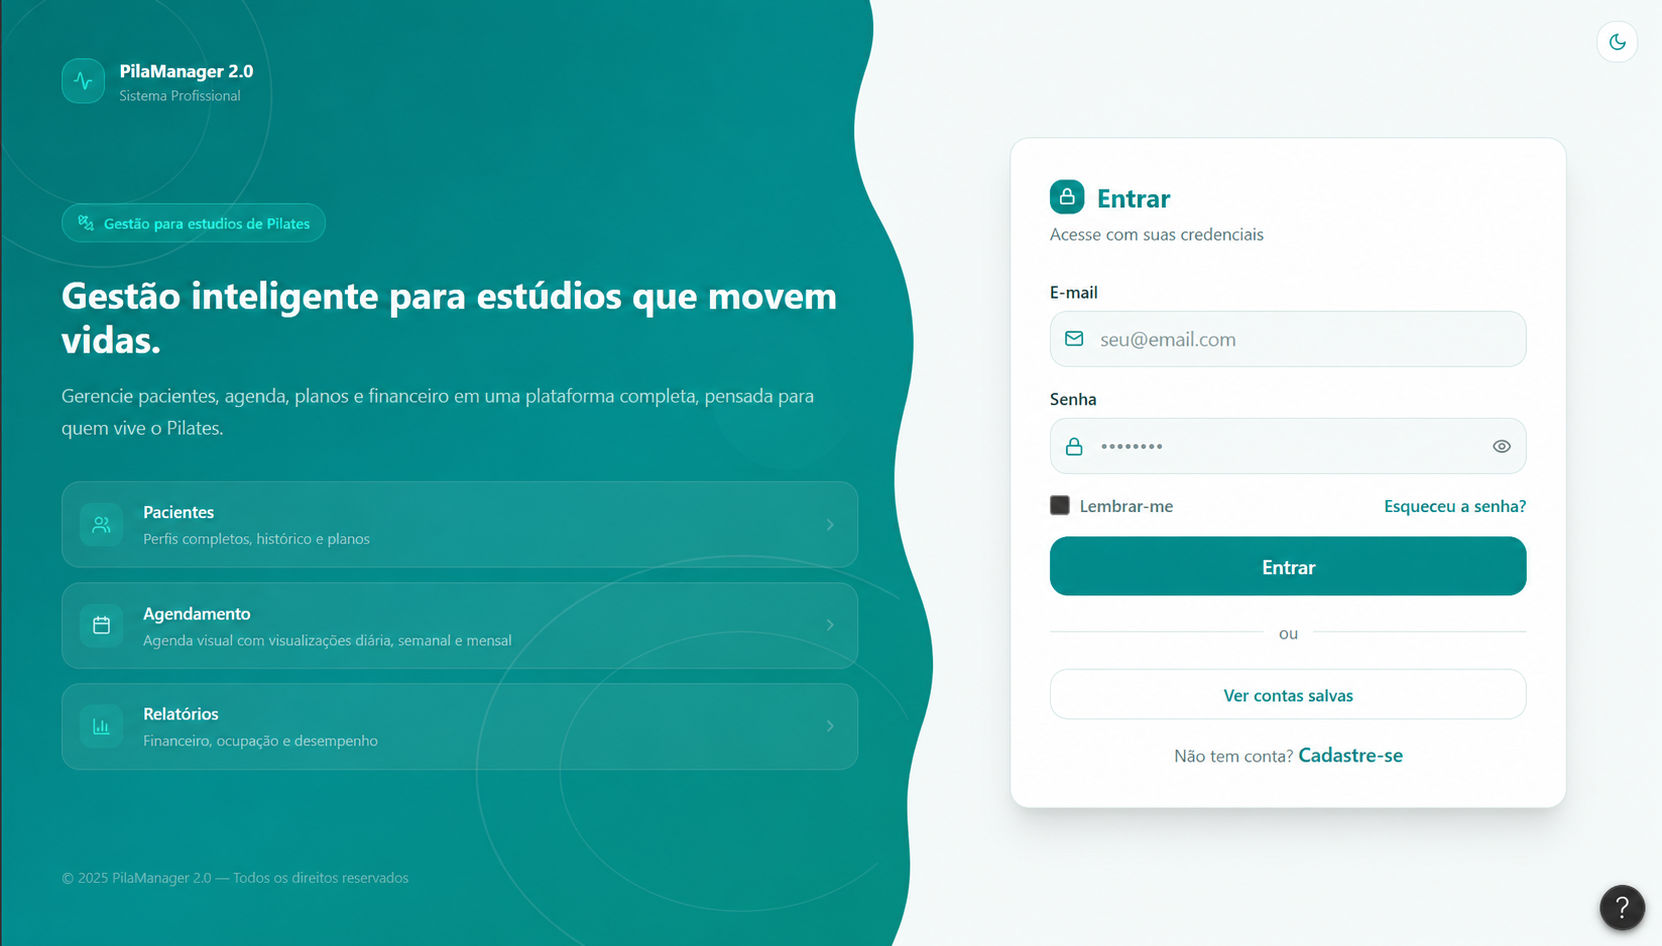 PilaManager 2.0
Sistema Profissional
Gestão para estudios de Pilates
Gestão inteligente para estúdios que movem
vidas.
Gerencie pacientes, agenda, planos e financeiro em uma plataforma completa, pensada para
quem vive o Pilates.
Pacientes
Perfis completos, histórico e planos
Agendamento
Agenda visual com visualizações diária, semanal e mensal
Relatórios
Financeiro, ocupação e desempenho
© 2025 PilaManager 2.0 — Todos os direitos reservados
Entrar
Acesse com suas credenciais
E-mail
seu@email.com
Senha
••••••••
Lembrar-me
Esqueceu a senha?
Entrar
ou
Ver contas salvas
Não tem conta? Cadastre-se
?